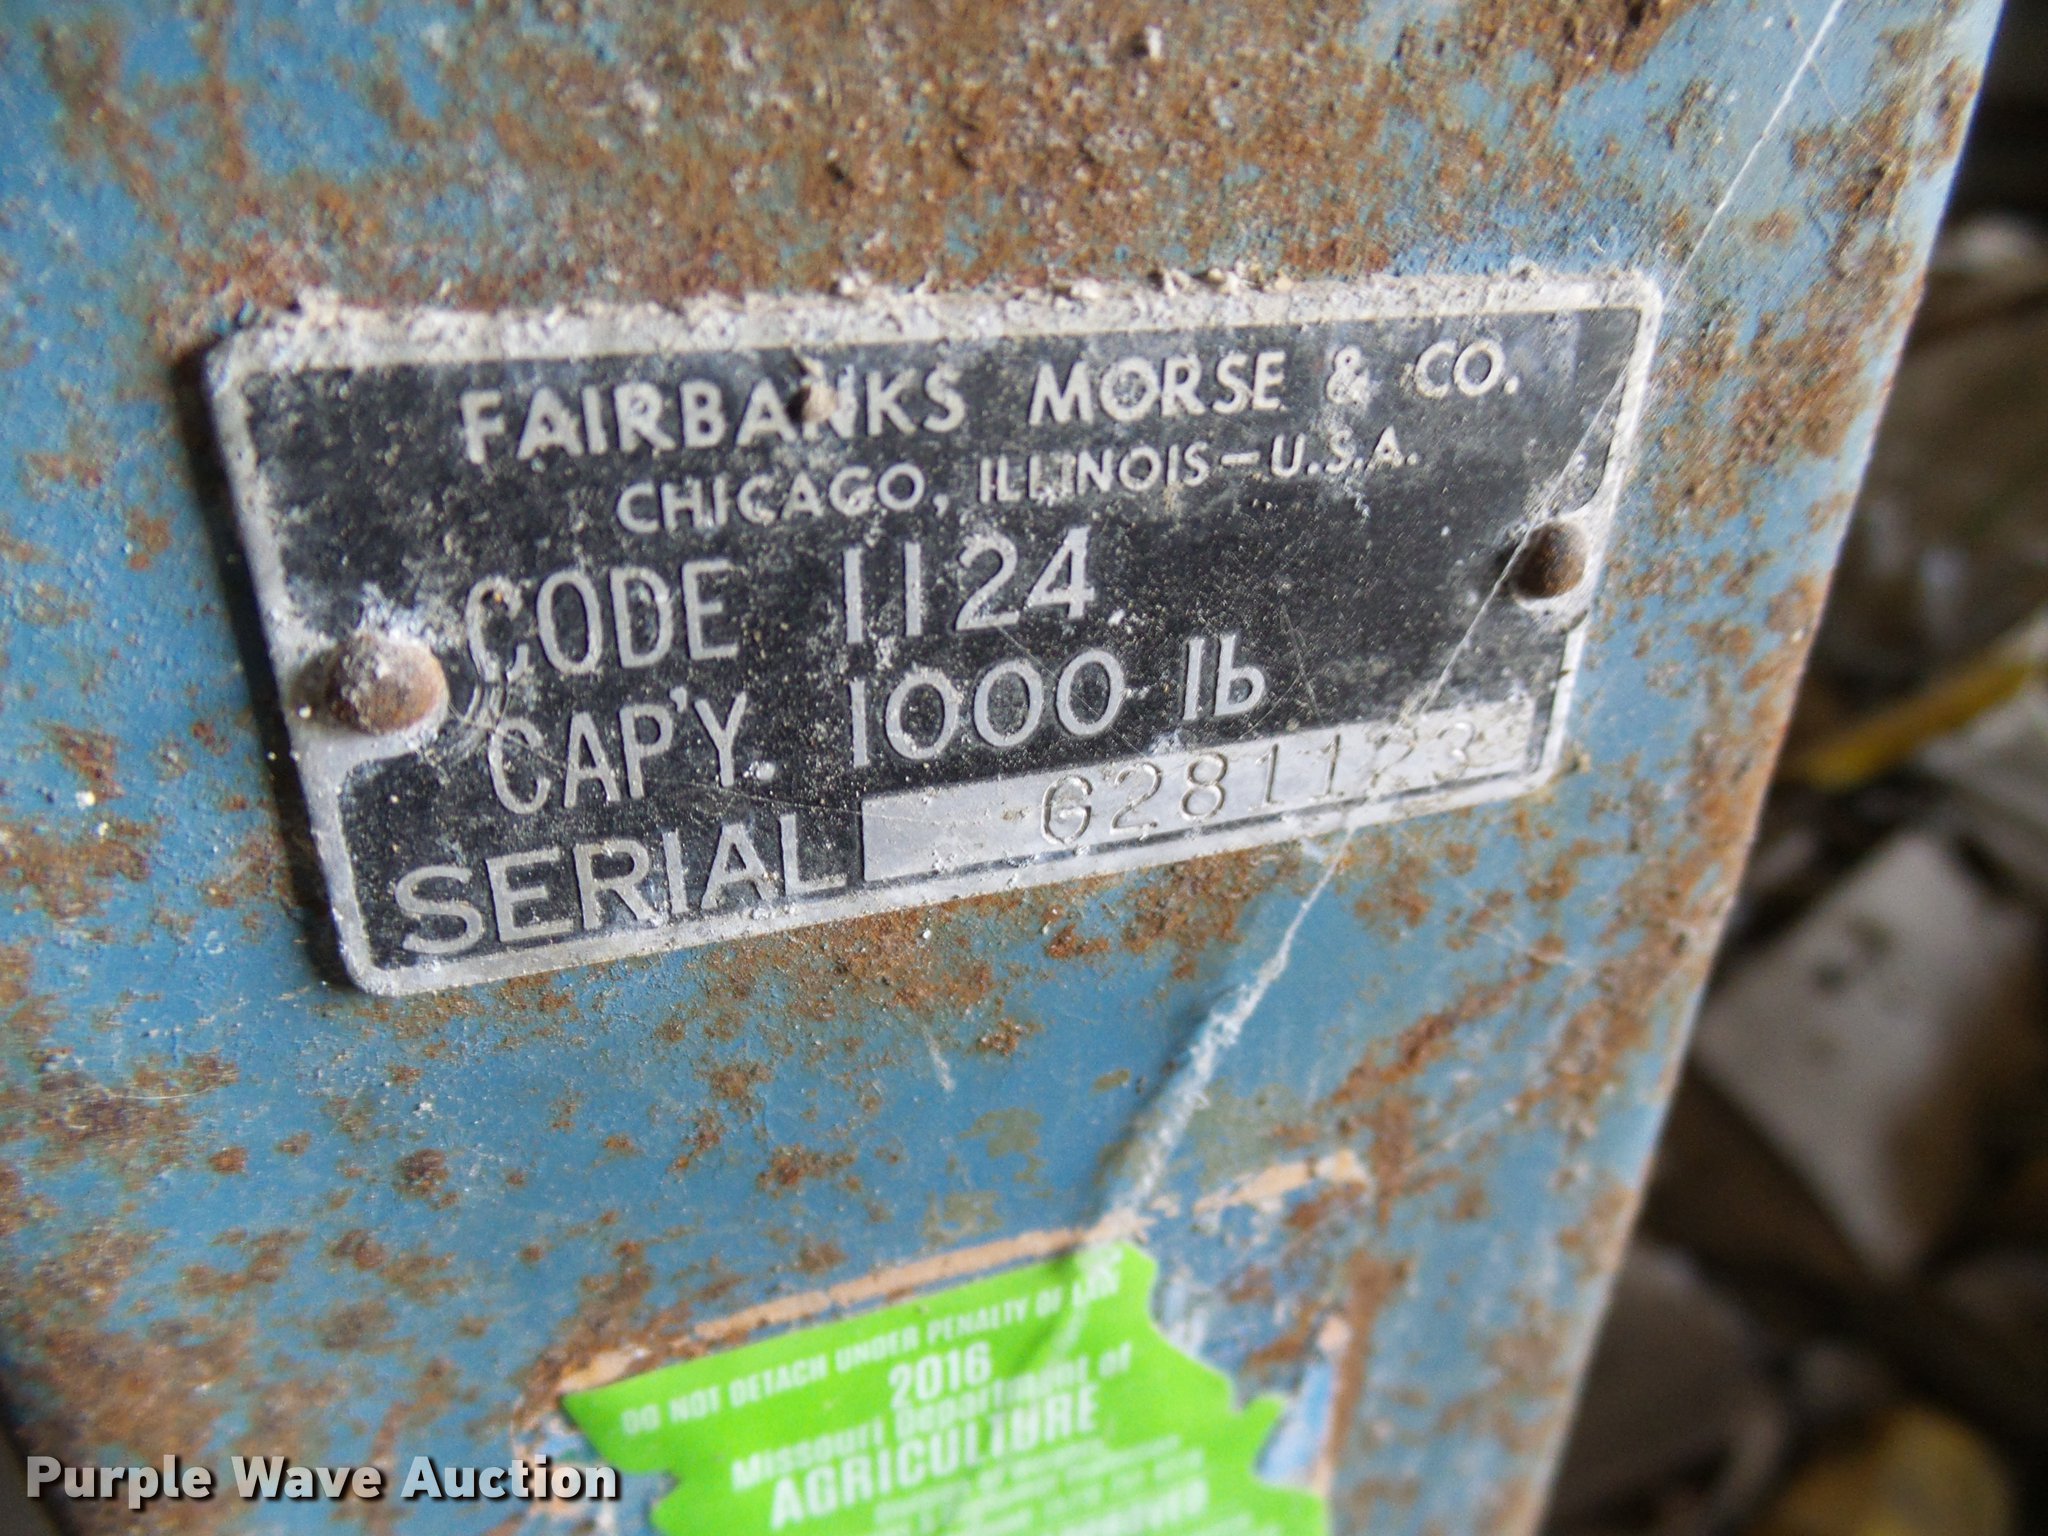 FAIRBANKS MORSE & CO.
CHICAGO, ILLINOIS-U.S.A.
CODE 1124
CAP'Y. 1000 lb
SERIAL G281123
DO NOT DETACH UNDER PENALTY OF LAW
2016
Missouri Department of
AGRICULTURE
Purple Wave Auction